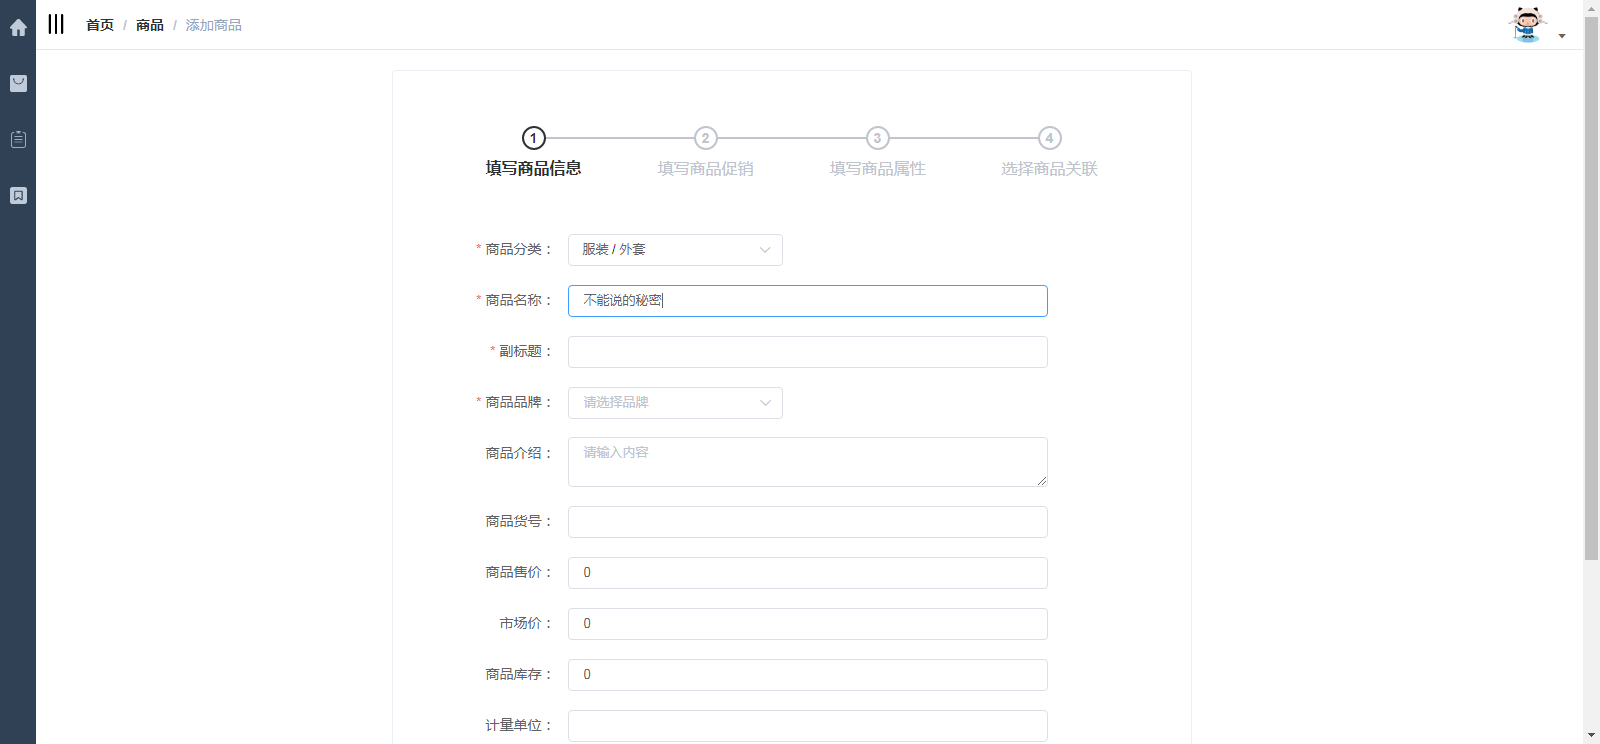 首页 / 商品 / 添加商品
1 2 3 4
填写商品信息 填写商品促销 填写商品属性 选择商品关联
* 商品分类： 服装 / 外套
* 商品名称： 不能说的秘密
* 副标题：
* 商品品牌： 请选择品牌
商品介绍： 请输入内容
商品货号：
商品售价： 0
市场价： 0
商品库存： 0
计量单位：